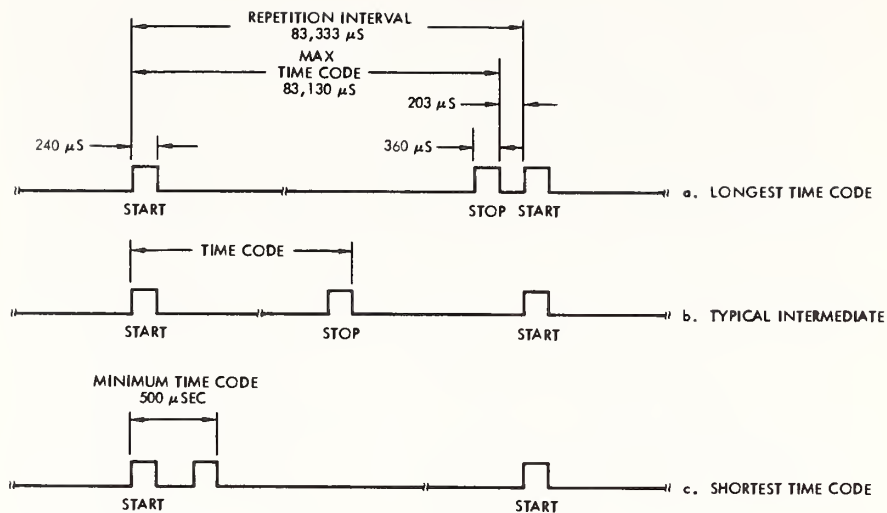 REPETITION INTERVAL
83,333 μS
MAX
TIME CODE
83,130 μS
203 μS
240 μS
360 μS
START
STOP
START
a. LONGEST TIME CODE
TIME CODE
START
STOP
START
b. TYPICAL INTERMEDIATE
MINIMUM TIME CODE
500 μSEC
START
START
c. SHORTEST TIME CODE